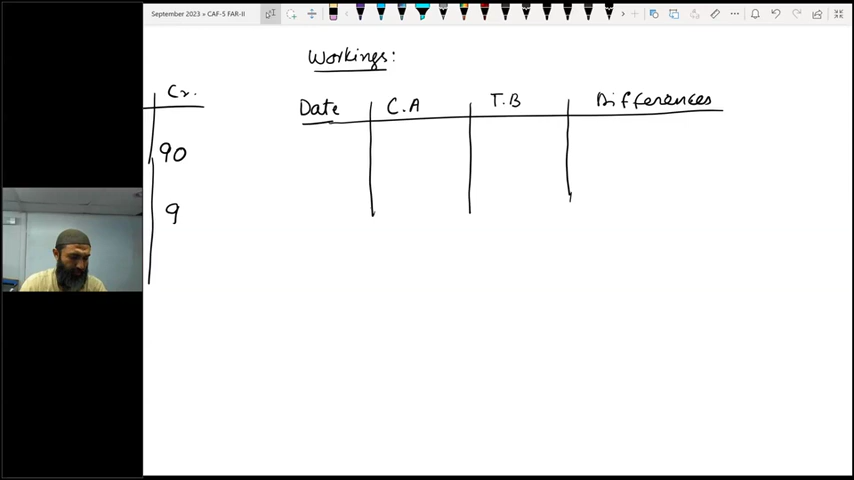 September 2023 » CAF-5 FAR-II
Workings:
Cr.
Date C.A T.B Differences
90
9